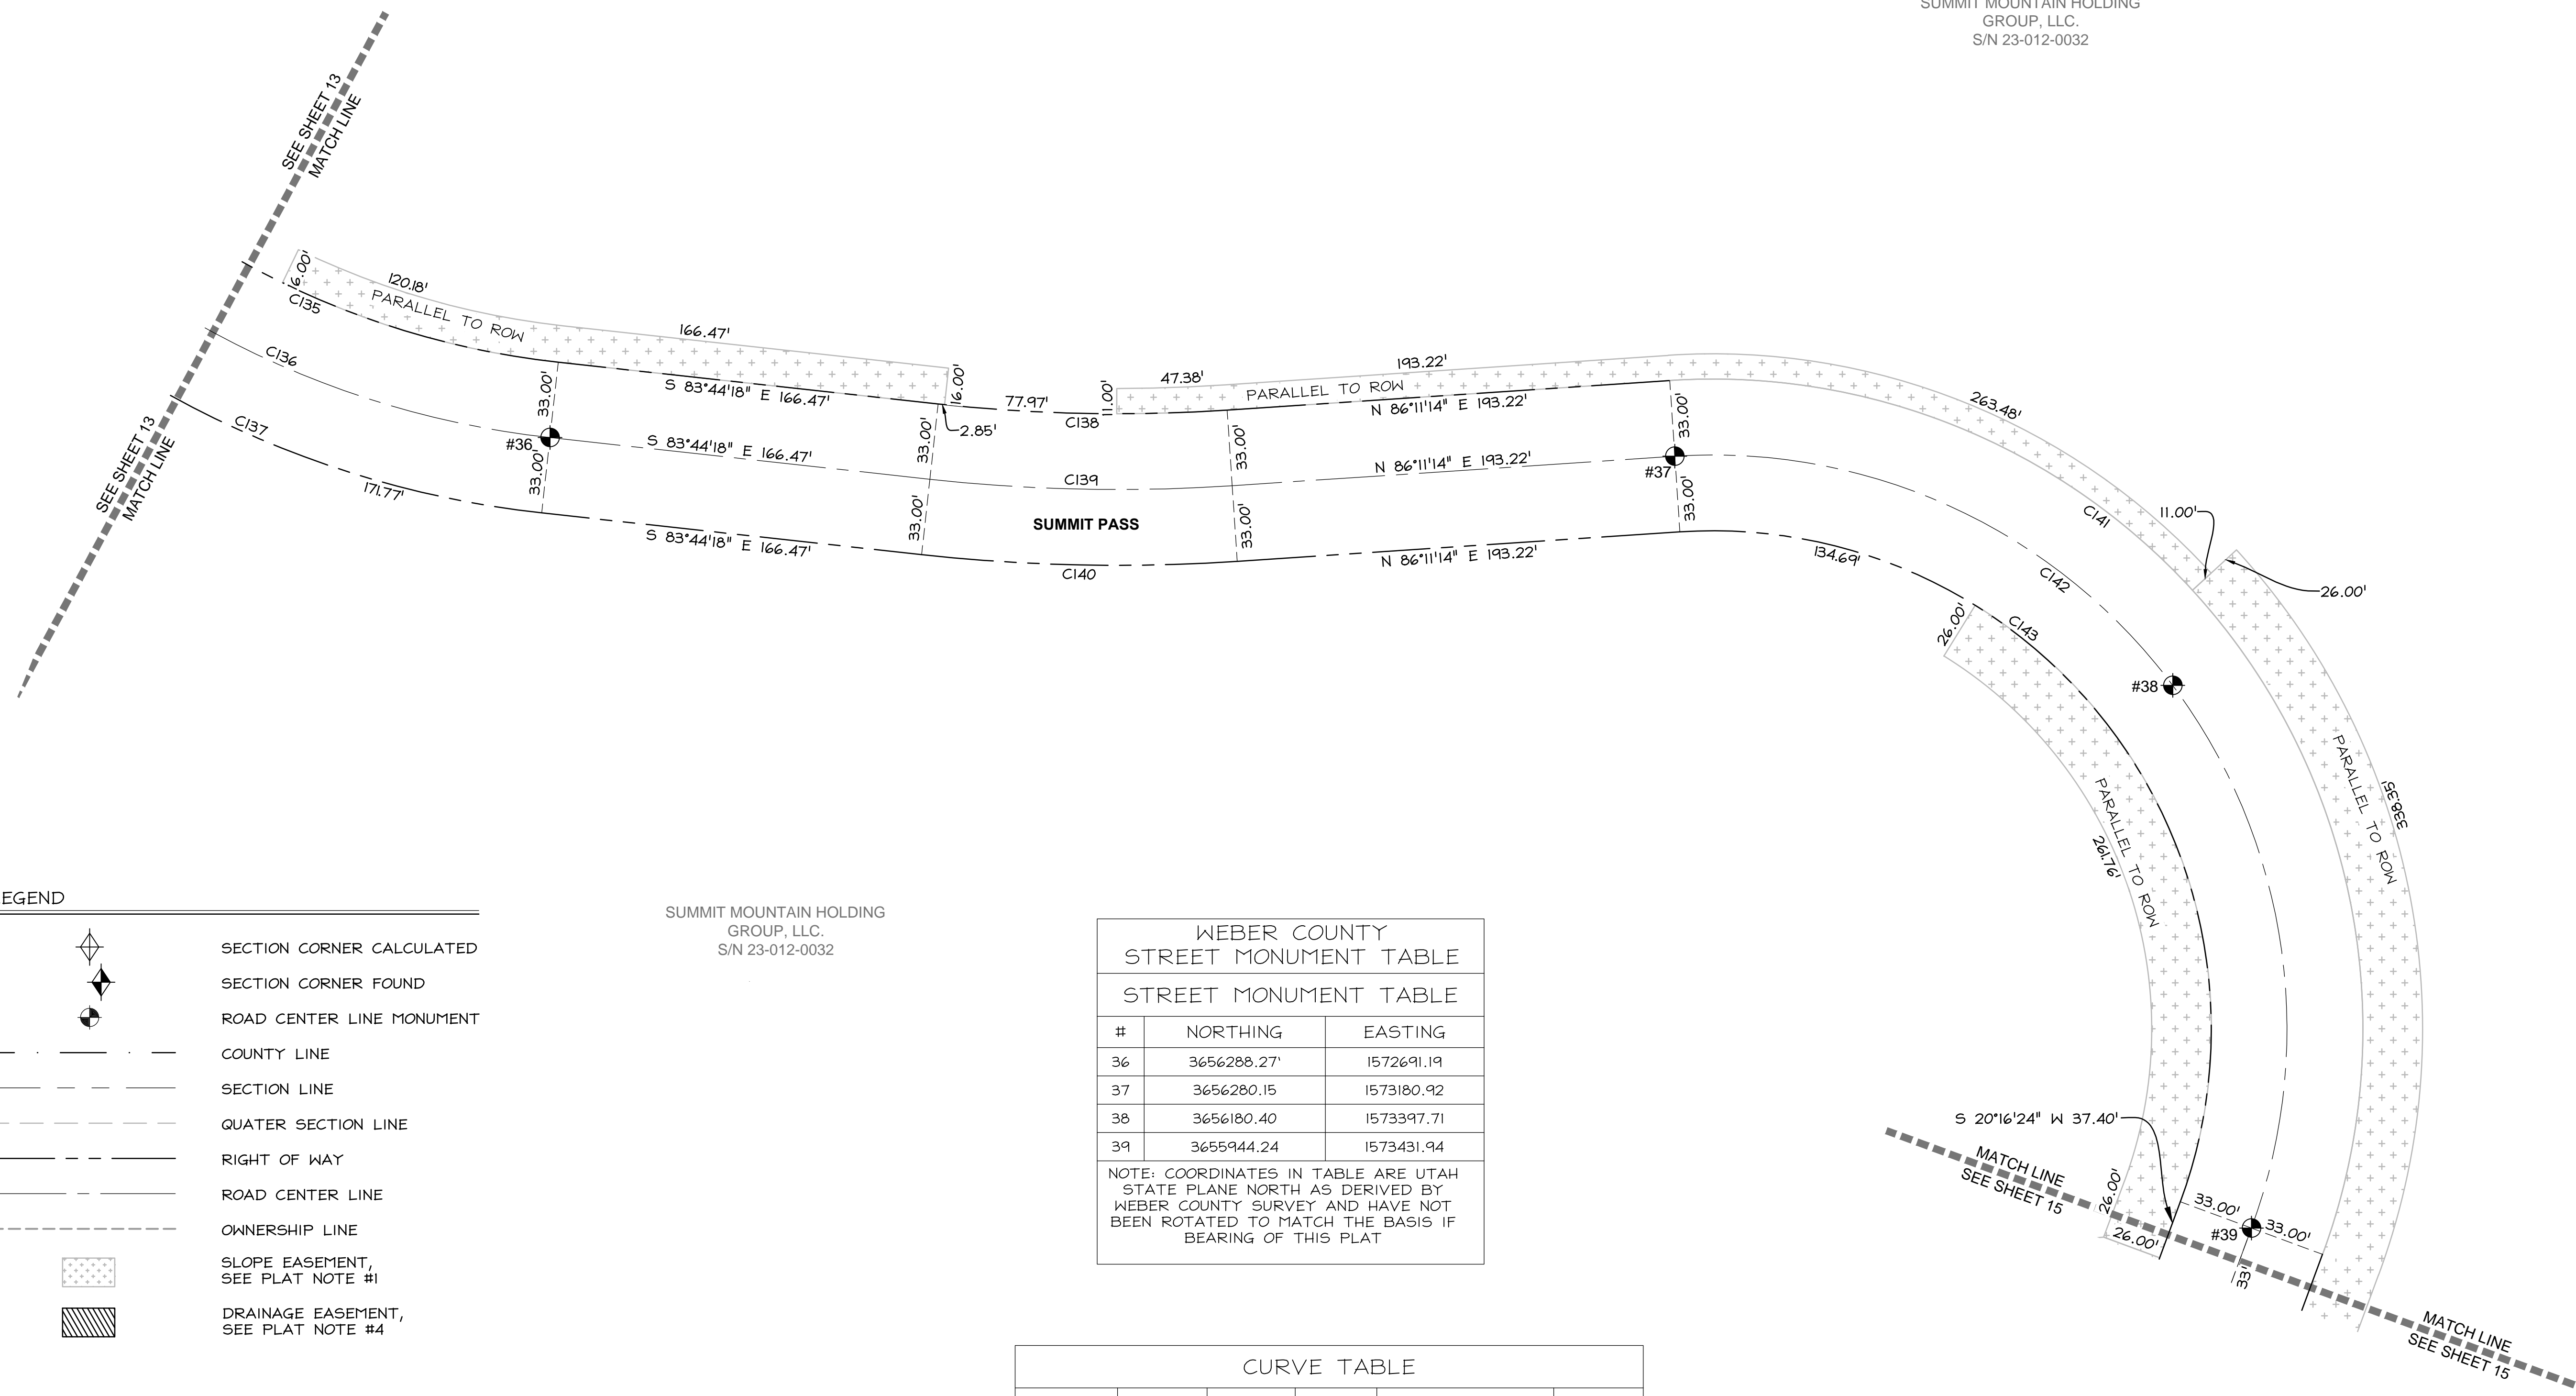 SUMMIT MOUNTAIN HOLDING
GROUP, LLC.
S/N 23-012-0032
SEE SHEET 13
MATCH LINE
SEE SHEET 13
MATCH LINE
16.00'
C135
120.18'
PARALLEL TO ROW
C136
C137
171.77'
33.00'
#36
33.00'
166.47'
S 83°44'18" E 166.47'
S 83°44'18" E 166.47'
S 83°44'18" E 166.47'
16.00'
2.85'
33.00'
33.00'
77.97'
11.00'
C138
C139
SUMMIT PASS
C140
47.38'
193.22'
PARALLEL TO ROW
N 86°11'14" E 193.22'
33.00'
33.00'
N 86°11'14" E 193.22'
N 86°11'14" E 193.22'
33.00'
#37
33.00'
263.48'
C141
11.00'
26.00'
134.69'
C142
26.00'
C143
#38
PARALLEL TO ROW
338.35'
PARALLEL TO ROW
261.76'
S 20°16'24" W 37.40'
MATCH LINE
SEE SHEET 15
26.00'
26.00'
33.00'
#39
33.00'
33'
MATCH LINE
SEE SHEET 15
EGEND
SECTION CORNER CALCULATED
SECTION CORNER FOUND
ROAD CENTER LINE MONUMENT
COUNTY LINE
SECTION LINE
QUATER SECTION LINE
RIGHT OF WAY
ROAD CENTER LINE
OWNERSHIP LINE
SLOPE EASEMENT,
SEE PLAT NOTE #1
DRAINAGE EASEMENT,
SEE PLAT NOTE #4
SUMMIT MOUNTAIN HOLDING
GROUP, LLC.
S/N 23-012-0032
WEBER COUNTY
STREET MONUMENT TABLE
STREET MONUMENT TABLE
# NORTHING EASTING
36 3656288.27' 1572691.19
37 3656280.15 1573180.92
38 3656180.40 1573397.71
39 3655944.24 1573431.94
NOTE: COORDINATES IN TABLE ARE UTAH
STATE PLANE NORTH AS DERIVED BY
WEBER COUNTY SURVEY AND HAVE NOT
BEEN ROTATED TO MATCH THE BASIS IF
BEARING OF THIS PLAT
CURVE TABLE